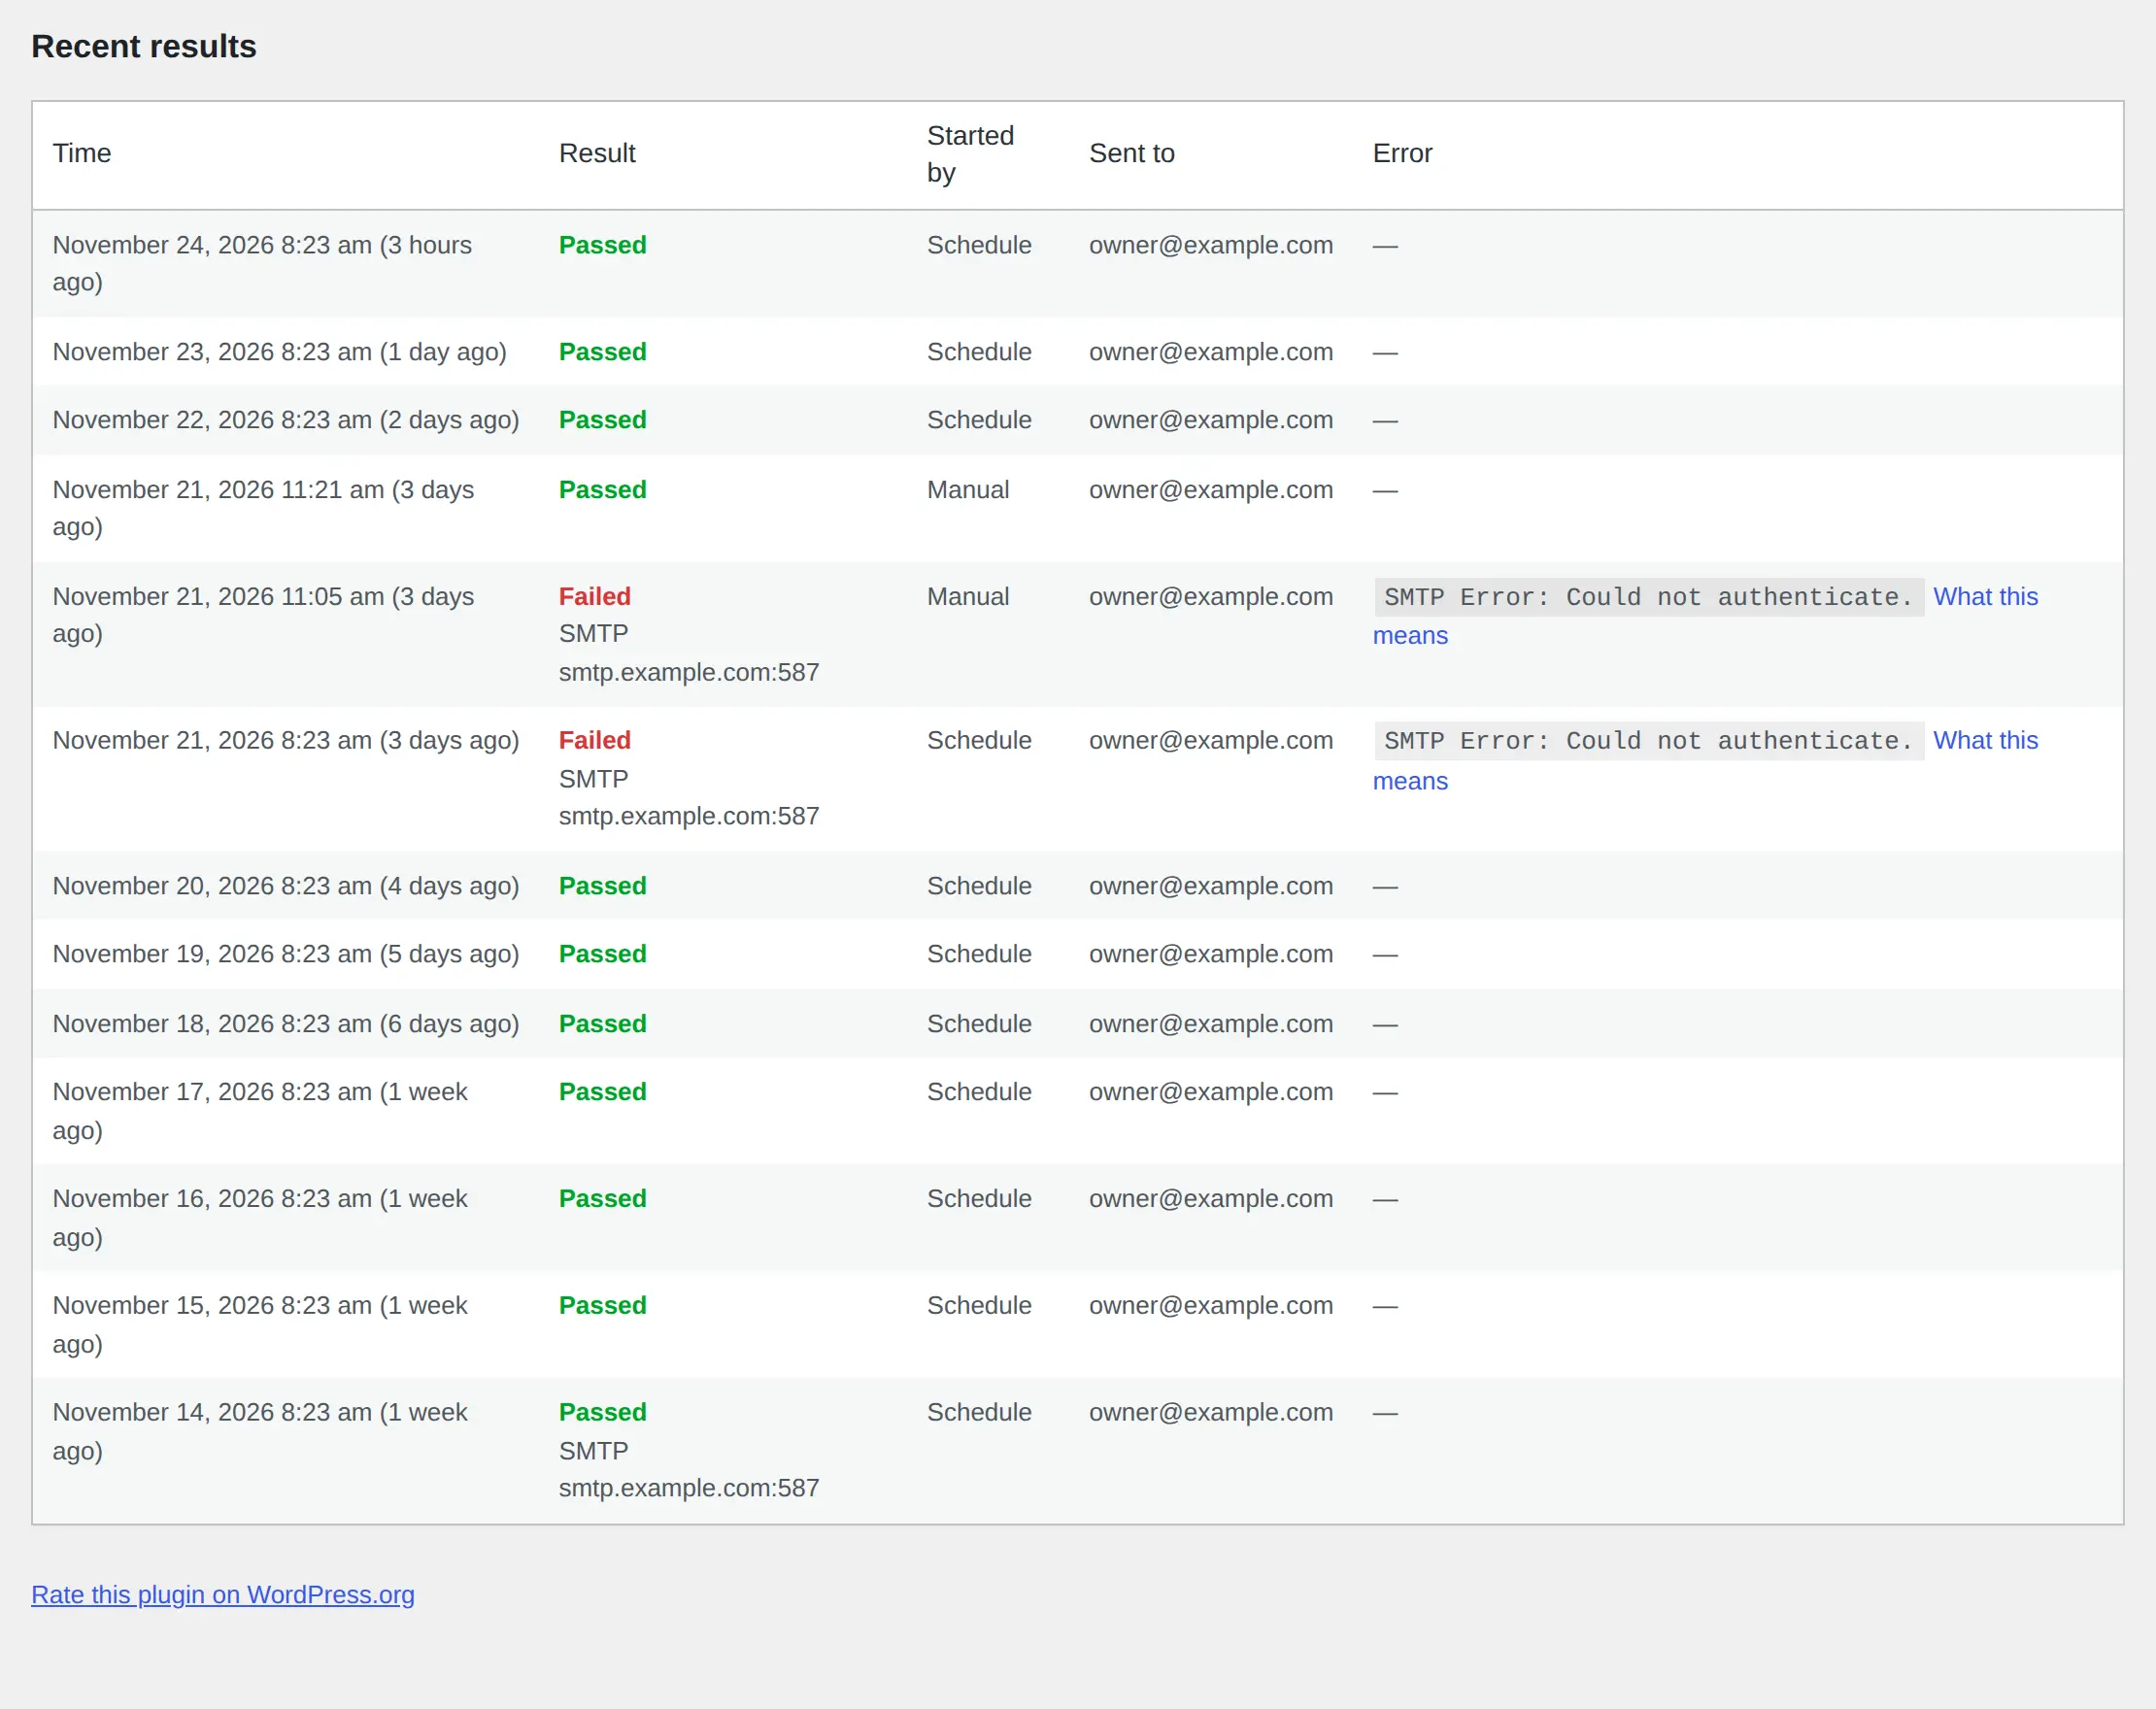 Recent results
Time Result Started by Sent to Error
November 24, 2026 8:23 am (3 hours ago) Passed Schedule owner@example.com —
November 23, 2026 8:23 am (1 day ago) Passed Schedule owner@example.com —
November 22, 2026 8:23 am (2 days ago) Passed Schedule owner@example.com —
November 21, 2026 11:21 am (3 days ago) Passed Manual owner@example.com —
November 21, 2026 11:05 am (3 days ago) Failed SMTP smtp.example.com:587 Manual owner@example.com SMTP Error: Could not authenticate. What this means
November 21, 2026 8:23 am (3 days ago) Failed SMTP smtp.example.com:587 Schedule owner@example.com SMTP Error: Could not authenticate. What this means
November 20, 2026 8:23 am (4 days ago) Passed Schedule owner@example.com —
November 19, 2026 8:23 am (5 days ago) Passed Schedule owner@example.com —
November 18, 2026 8:23 am (6 days ago) Passed Schedule owner@example.com —
November 17, 2026 8:23 am (1 week ago) Passed Schedule owner@example.com —
November 16, 2026 8:23 am (1 week ago) Passed Schedule owner@example.com —
November 15, 2026 8:23 am (1 week ago) Passed Schedule owner@example.com —
November 14, 2026 8:23 am (1 week ago) Passed SMTP smtp.example.com:587 Schedule owner@example.com —
Rate this plugin on WordPress.org